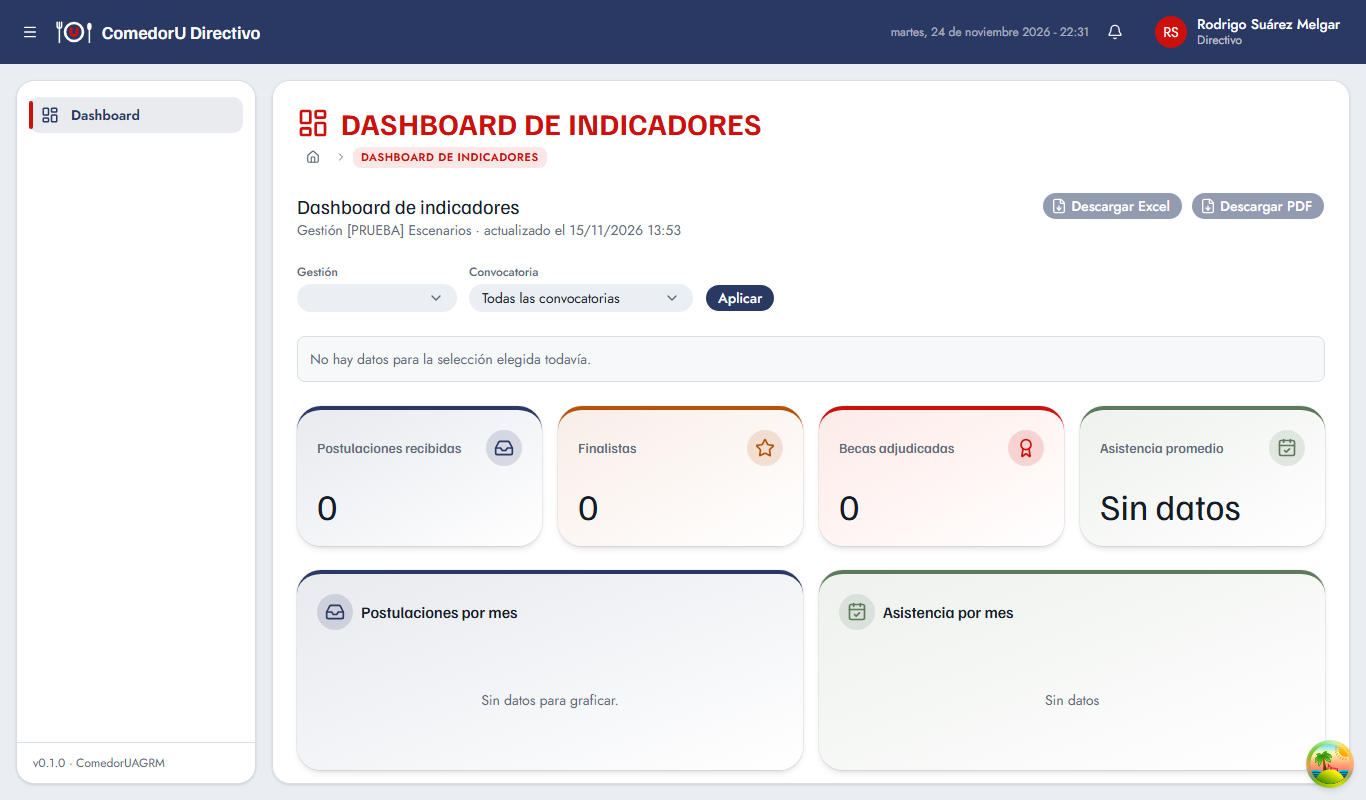 ComedorU Directivo
martes, 24 de noviembre 2026 - 22:31
RS
Rodrigo Suárez Melgar
Directivo
Dashboard
DASHBOARD DE INDICADORES
DASHBOARD DE INDICADORES
Dashboard de indicadores
Gestión [PRUEBA] Escenarios · actualizado el 15/11/2026 13:53
Descargar Excel
Descargar PDF
Gestión
Convocatoria
Todas las convocatorias
Aplicar
No hay datos para la selección elegida todavía.
Postulaciones recibidas
0
Finalistas
0
Becas adjudicadas
0
Asistencia promedio
Sin datos
Postulaciones por mes
Sin datos para graficar.
Asistencia por mes
Sin datos
v0.1.0 · ComedorUAGRM